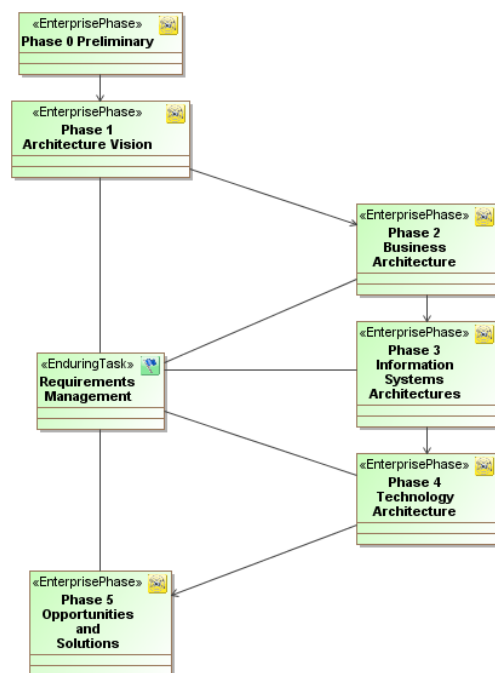 «EnterprisePhase»
Phase 0 Preliminary
«EnterprisePhase»
Phase 1
Architecture Vision
«EnterprisePhase»
Phase 2
Business
Architecture
«EnterprisePhase»
Phase 3
Information
Systems
Architectures
«EnduringTask»
Requirements
Management
«EnterprisePhase»
Phase 4
Technology
Architecture
«EnterprisePhase»
Phase 5
Opportunities
and
Solutions